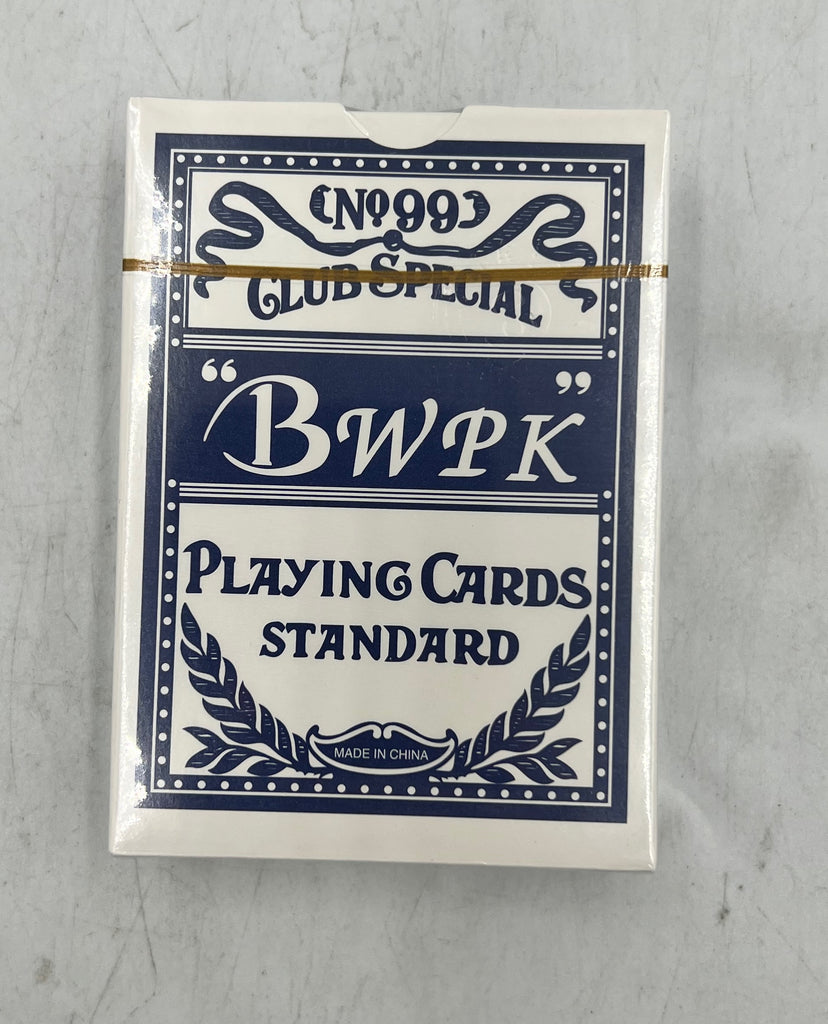 (Nº99)
CLUB SPECIAL
“BWPK”
PLAYING CARDS
STANDARD
MADE IN CHINA